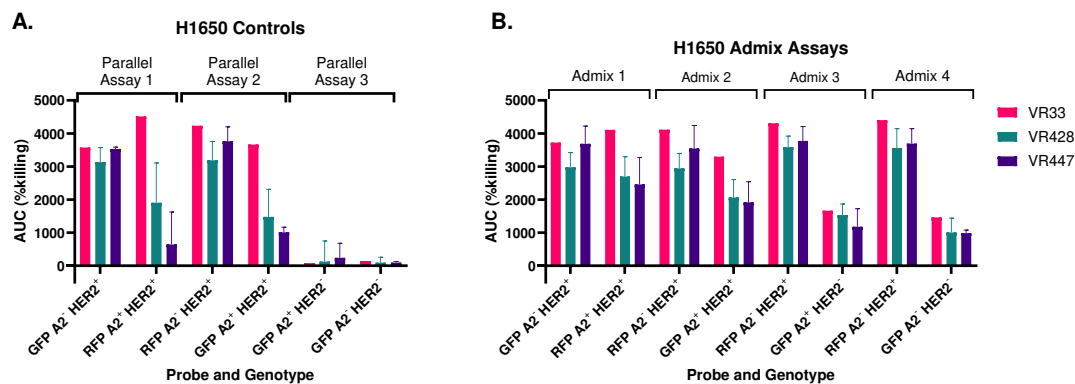 A.
H1650 Controls
Parallel Assay 1
Parallel Assay 2
Parallel Assay 3
AUC (%killing)
5000
4000
3000
2000
1000
0
GFP A2⁻ HER2⁺
RFP A2⁺ HER2⁺
RFP A2⁻ HER2⁺
GFP A2⁺ HER2⁺
GFP A2⁺ HER2⁻
GFP A2⁻ HER2⁻
Probe and Genotype
B.
H1650 Admix Assays
Admix 1
Admix 2
Admix 3
Admix 4
AUC (%killing)
5000
4000
3000
2000
1000
0
GFP A2⁻ HER2⁺
RFP A2⁺ HER2⁺
RFP A2⁻ HER2⁺
GFP A2⁺ HER2⁺
RFP A2⁻ HER2⁺
GFP A2⁺ HER2⁻
RFP A2⁻ HER2⁺
GFP A2⁻ HER2⁻
Probe and Genotype
VR33
VR428
VR447